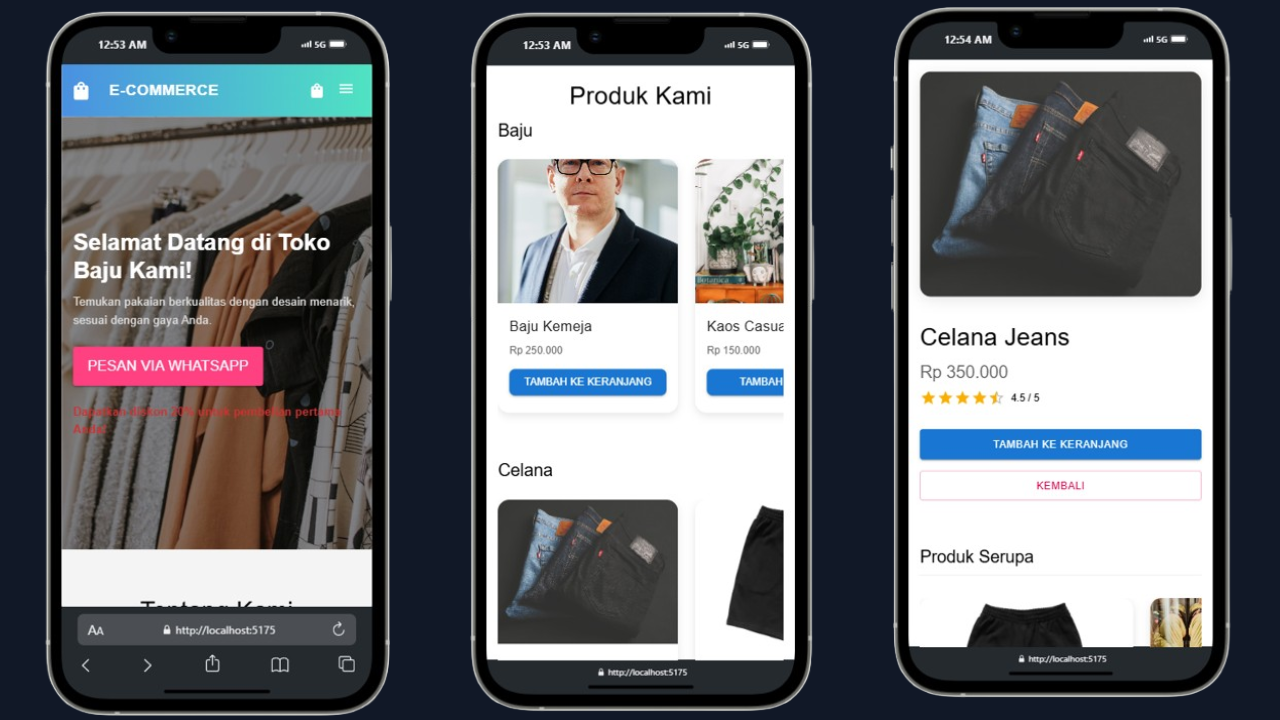 12:53 AM
5G
E-COMMERCE
Selamat Datang di Toko
Baju Kami!
Temukan pakaian berkualitas dengan desain menarik,
sesuai dengan gaya Anda.
PESAN VIA WHATSAPP
Dapatkan diskon 20% untuk pembelian pertama
Anda!
Tentang Kami
AA
http://localhost:5175
12:53 AM
5G
Produk Kami
Baju
Botanica
Baju Kemeja
Rp 250.000
TAMBAH KE KERANJANG
Kaos Casua
Rp 150.000
TAMBAH
Celana
http://localhost:5175
12:54 AM
5G
Celana Jeans
Rp 350.000
4.5 / 5
TAMBAH KE KERANJANG
KEMBALI
Produk Serupa
http://localhost:5175